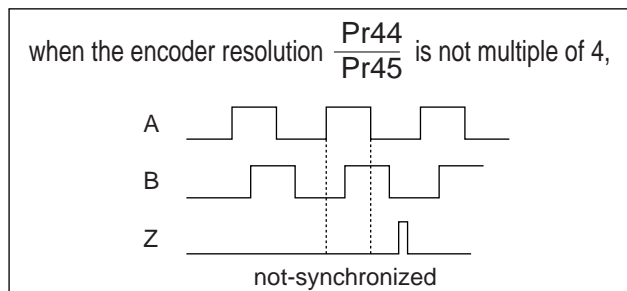 when the encoder resolution Pr44/Pr45 is not multiple of 4,
A
B
Z
not-synchronized